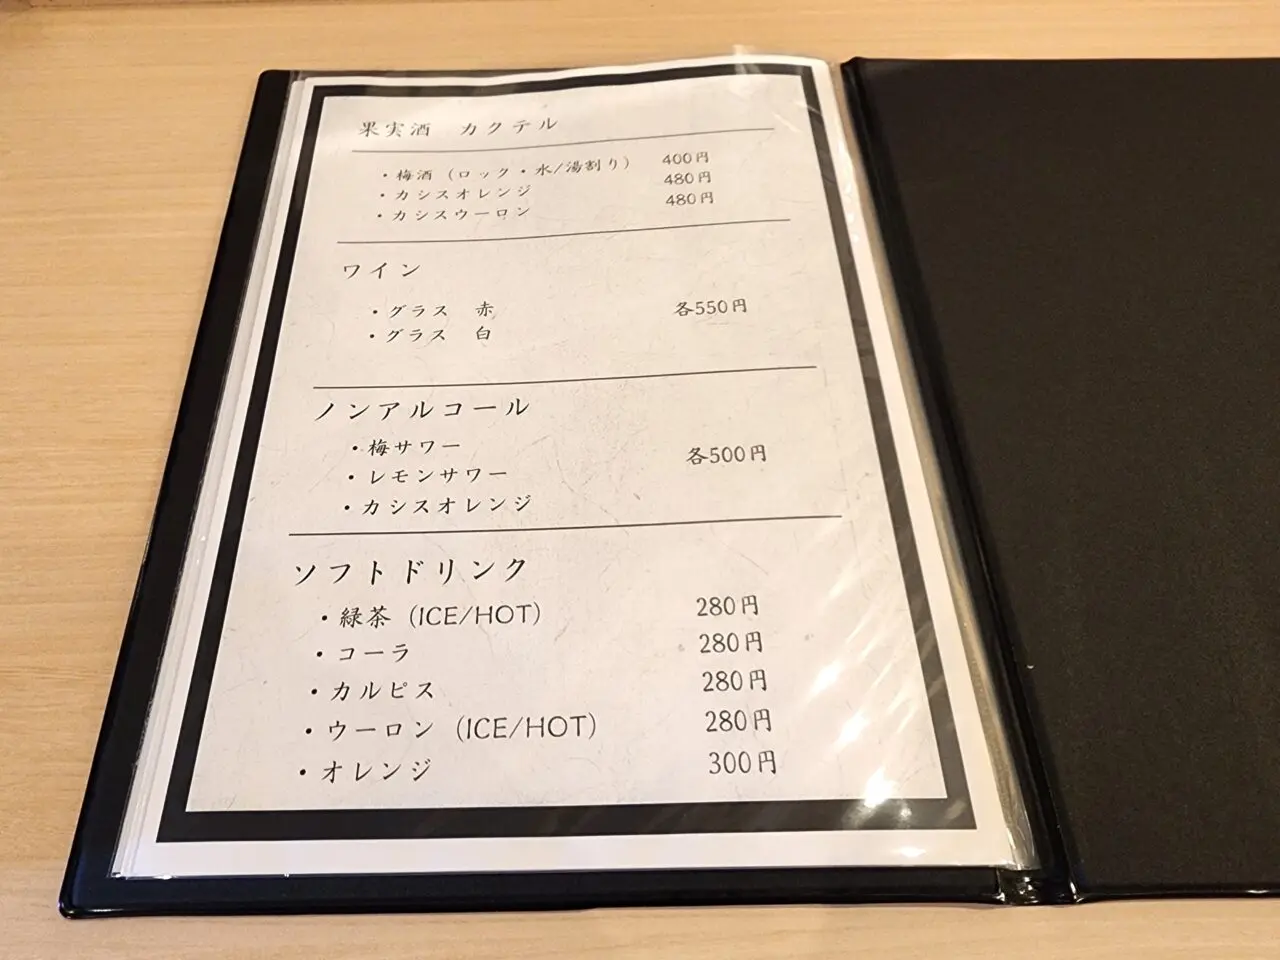 果実酒　カクテル
・梅酒（ロック・水/湯割り）　400円
・カシスオレンジ　480円
・カシスウーロン　480円
ワイン
・グラス　赤　各550円
・グラス　白
ノンアルコール
・梅サワー
各500円
・レモンサワー
・カシスオレンジ
ソフトドリンク
・緑茶（ICE/HOT）　280円
・コーラ　280円
・カルピス　280円
・ウーロン（ICE/HOT）　280円
・オレンジ　300円